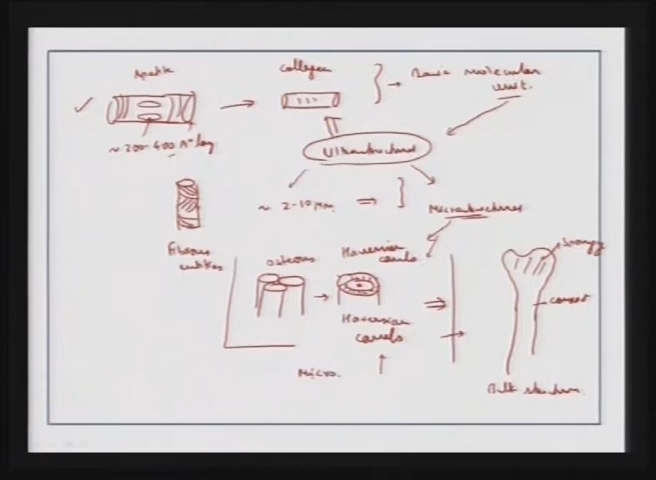 Apatite
collagen
Basic molecular
unit.
~ 200-400 A° long
Ultrastructural
~ 2-10 μm
Microstructures
fibrous
entities
osteons
Haversian
canals
Haversian
canals
Micro.
spongy
compact
Bulk structure.